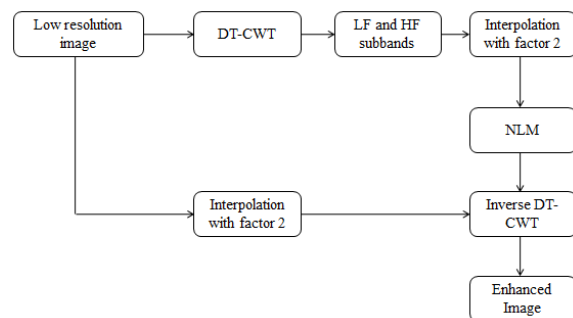 Low resolution
image
DT-CWT
LF and HF
subbands
Interpolation
with factor 2
NLM
Interpolation
with factor 2
Inverse DT-
CWT
Enhanced
Image